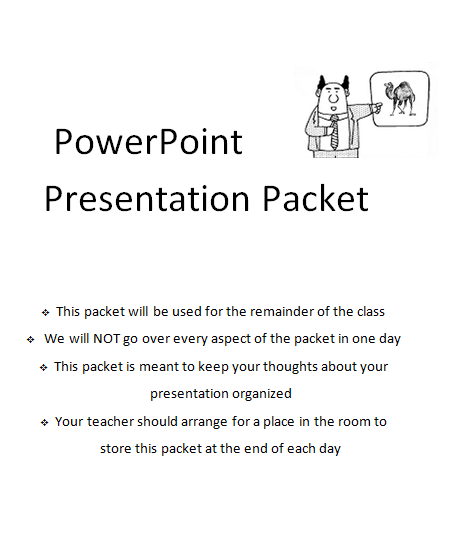 PowerPoint
Presentation Packet
❖ This packet will be used for the remainder of the class
❖ We will NOT go over every aspect of the packet in one day
❖ This packet is meant to keep your thoughts about your
presentation organized
❖ Your teacher should arrange for a place in the room to
store this packet at the end of each day